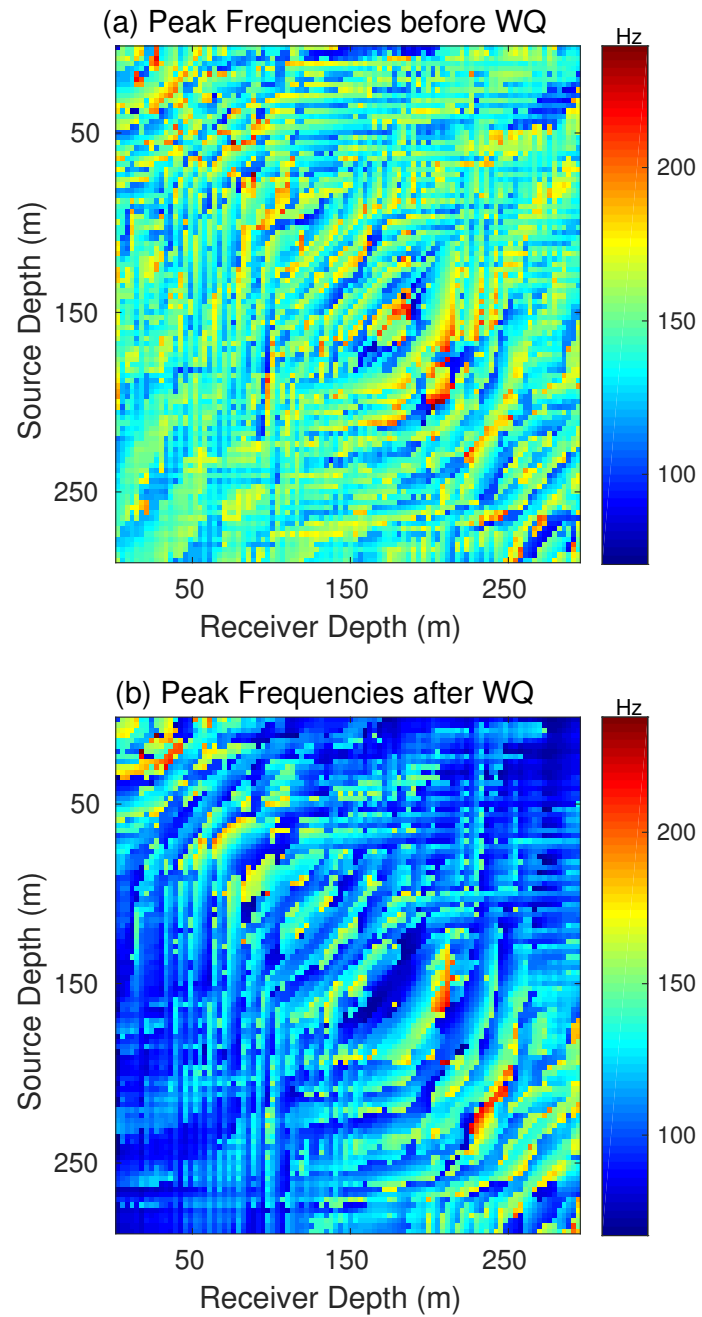 (a) Peak Frequencies before WQ
Hz
50
150
250
Source Depth (m)
200
150
100
50 150 250
Receiver Depth (m)
(b) Peak Frequencies after WQ
Hz
50
150
250
Source Depth (m)
200
150
100
50 150 250
Receiver Depth (m)